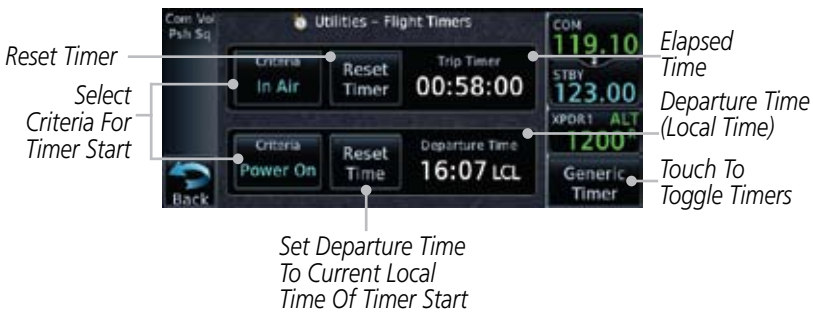 Com Vol
Psh Sq
Utilities – Flight Timers
COM
119.10
STBY
123.00
XPDR1 ALT
1200
Generic
Timer
Criteria
In Air
Reset
Timer
Trip Timer
00:58:00
Criteria
Power On
Reset
Time
Departure Time
16:07 LCL
Back
Reset Timer
Select
Criteria For
Timer Start
Elapsed
Time
Departure Time
(Local Time)
Touch To
Toggle Timers
Set Departure Time
To Current Local
Time Of Timer Start